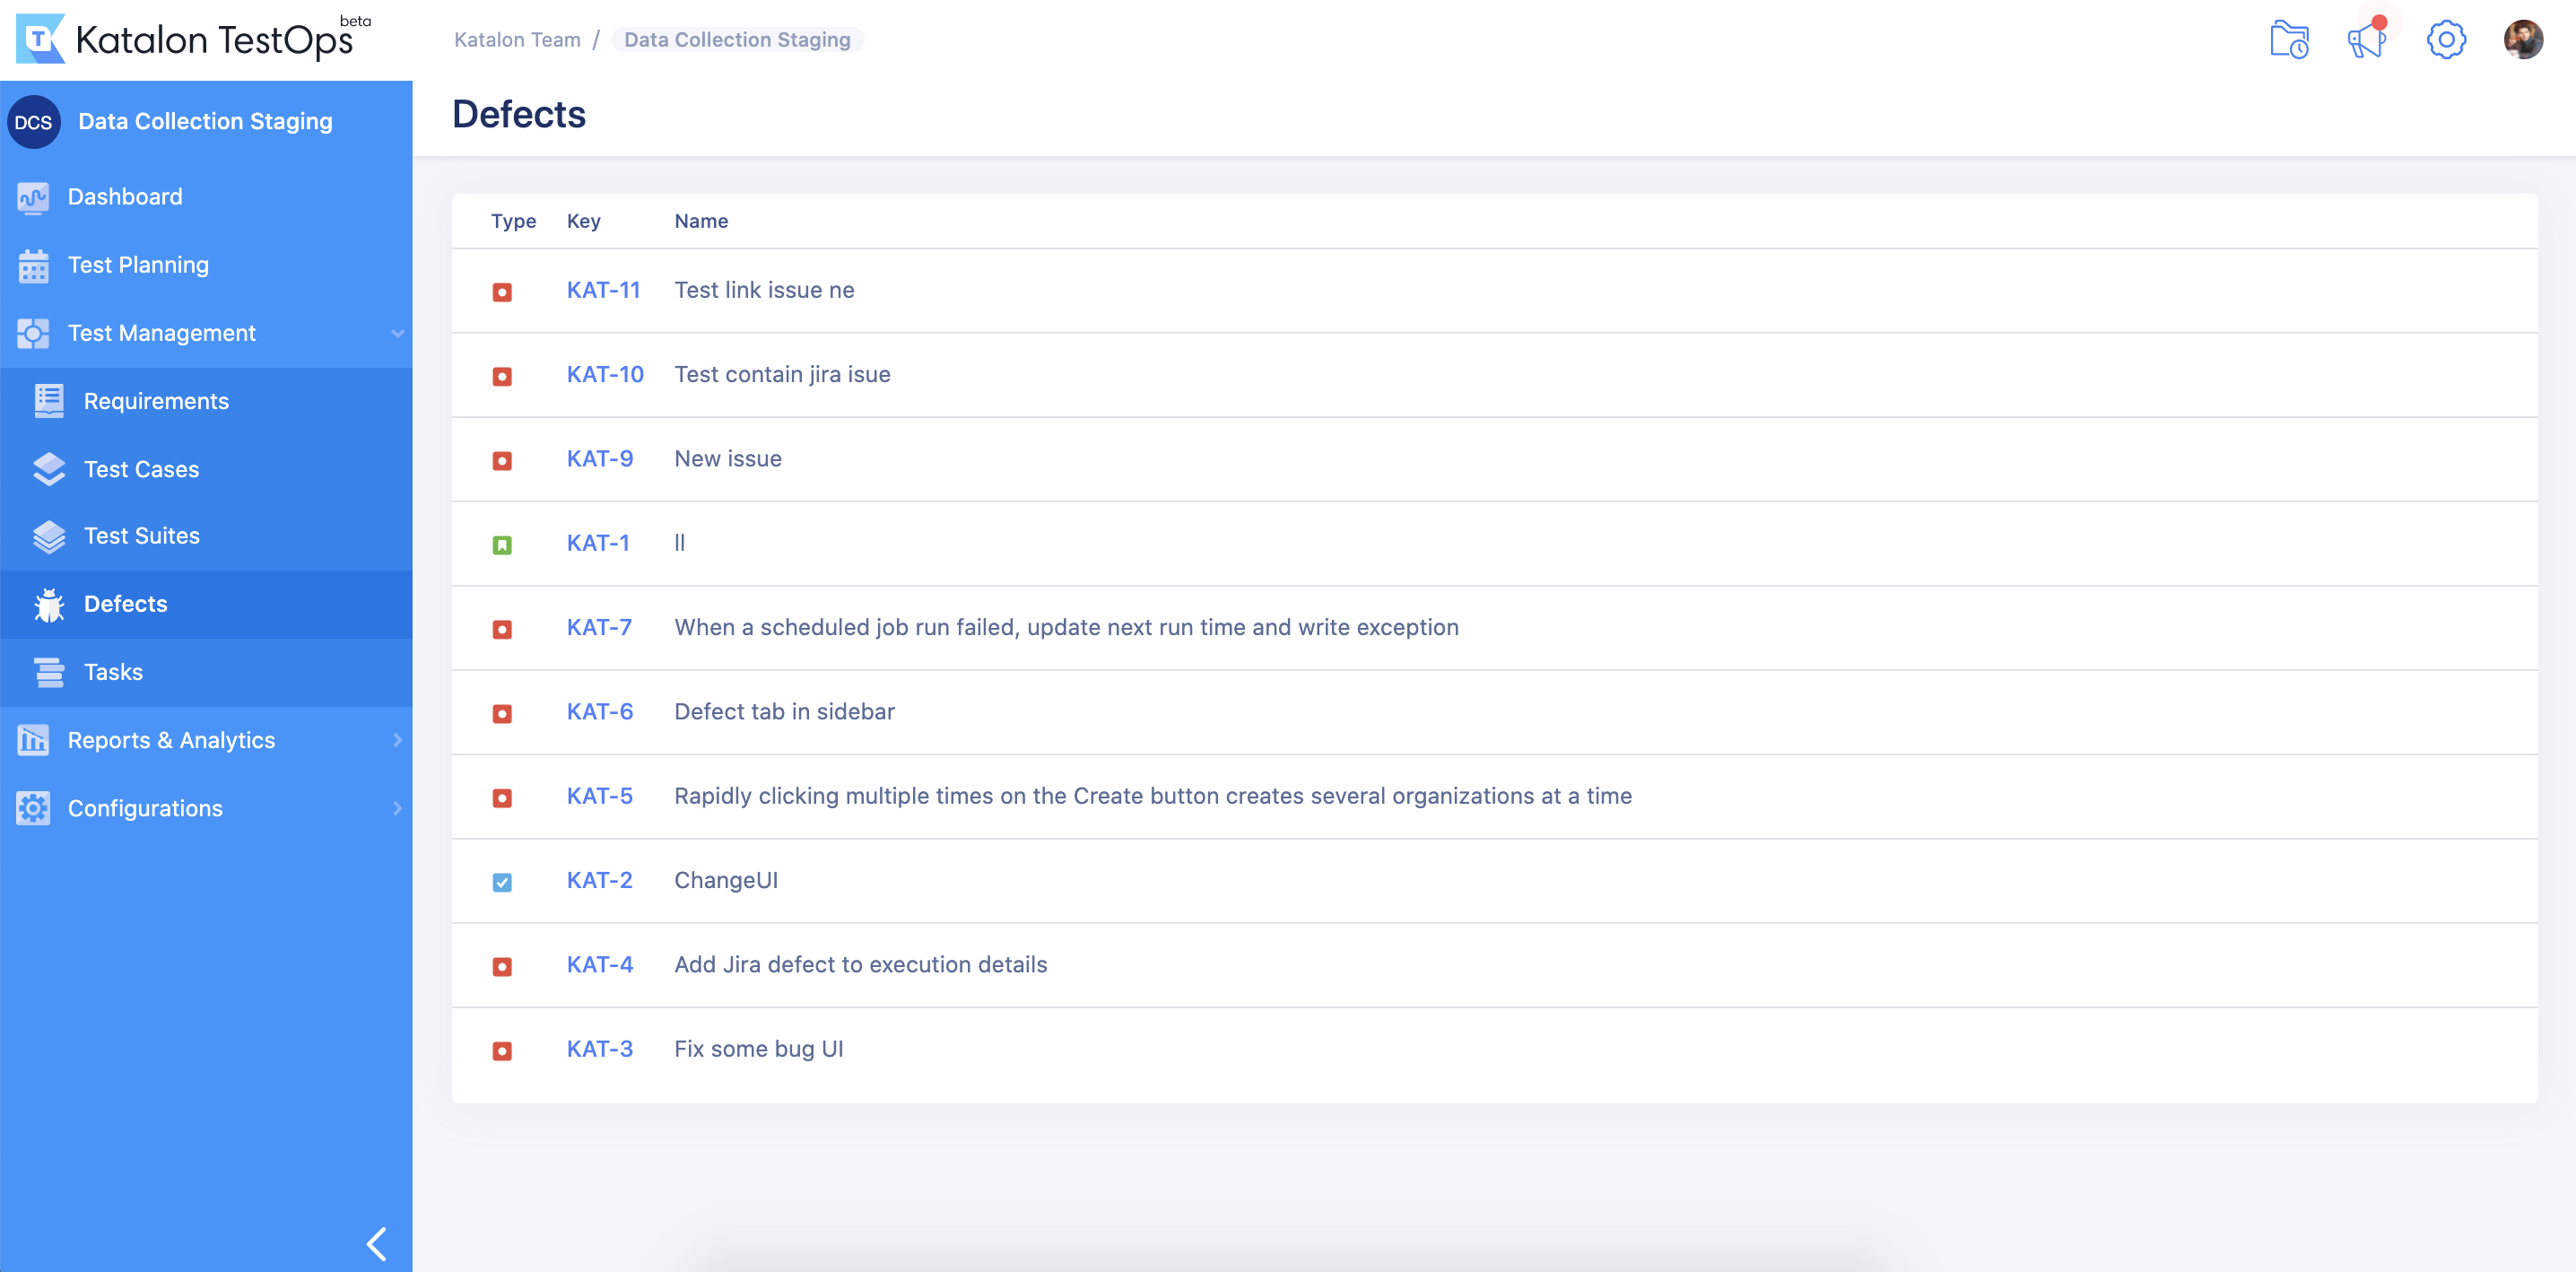 Katalon TestOps beta
Katalon Team / Data Collection Staging
DCS Data Collection Staging
Dashboard
Test Planning
Test Management
Requirements
Test Cases
Test Suites
Defects
Tasks
Reports & Analytics
Configurations
Defects
Type Key Name
KAT-11 Test link issue ne
KAT-10 Test contain jira isue
KAT-9 New issue
KAT-1 ll
KAT-7 When a scheduled job run failed, update next run time and write exception
KAT-6 Defect tab in sidebar
KAT-5 Rapidly clicking multiple times on the Create button creates several organizations at a time
KAT-2 ChangeUI
KAT-4 Add Jira defect to execution details
KAT-3 Fix some bug UI